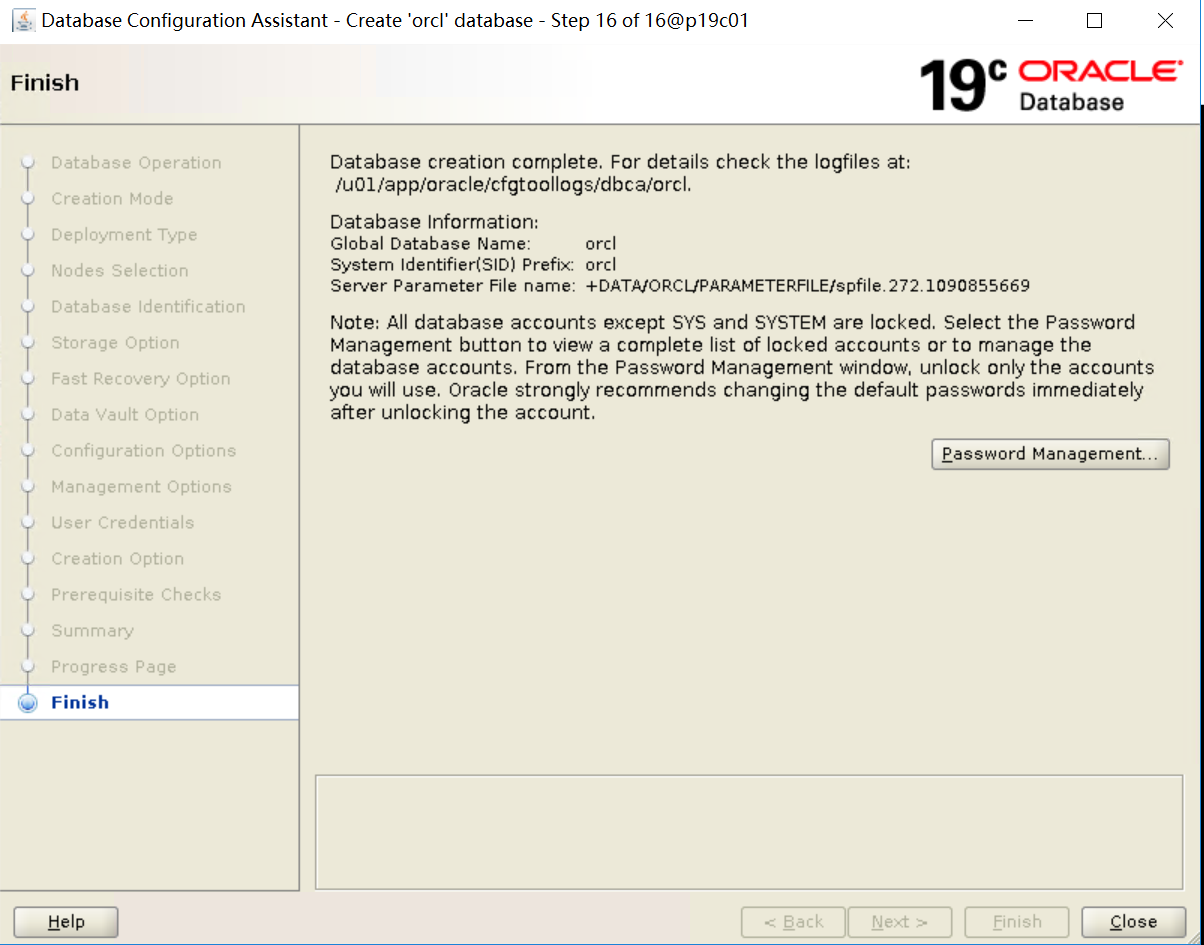 Database Configuration Assistant - Create 'orcl' database - Step 16 of 16@p19c01
Finish
19c ORACLE
Database
Database Operation
Creation Mode
Deployment Type
Nodes Selection
Database Identification
Storage Option
Fast Recovery Option
Data Vault Option
Configuration Options
Management Options
User Credentials
Creation Option
Prerequisite Checks
Summary
Progress Page
Finish
Database creation complete. For details check the logfiles at:
/u01/app/oracle/cfgtoollogs/dbca/orcl.
Database Information:
Global Database Name: orcl
System Identifier(SID) Prefix: orcl
Server Parameter File name: +DATA/ORCL/PARAMETERFILE/spfile.272.1090855669
Note: All database accounts except SYS and SYSTEM are locked. Select the Password
Management button to view a complete list of locked accounts or to manage the
database accounts. From the Password Management window, unlock only the accounts
you will use. Oracle strongly recommends changing the default passwords immediately
after unlocking the account.
Password Management...
Help
< Back
Next >
Finish
Close